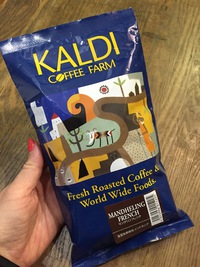 KALDI
COFFEE FARM
Fresh Roasted Coffee &
World Wide Foods
MANDHELING
FRENCH